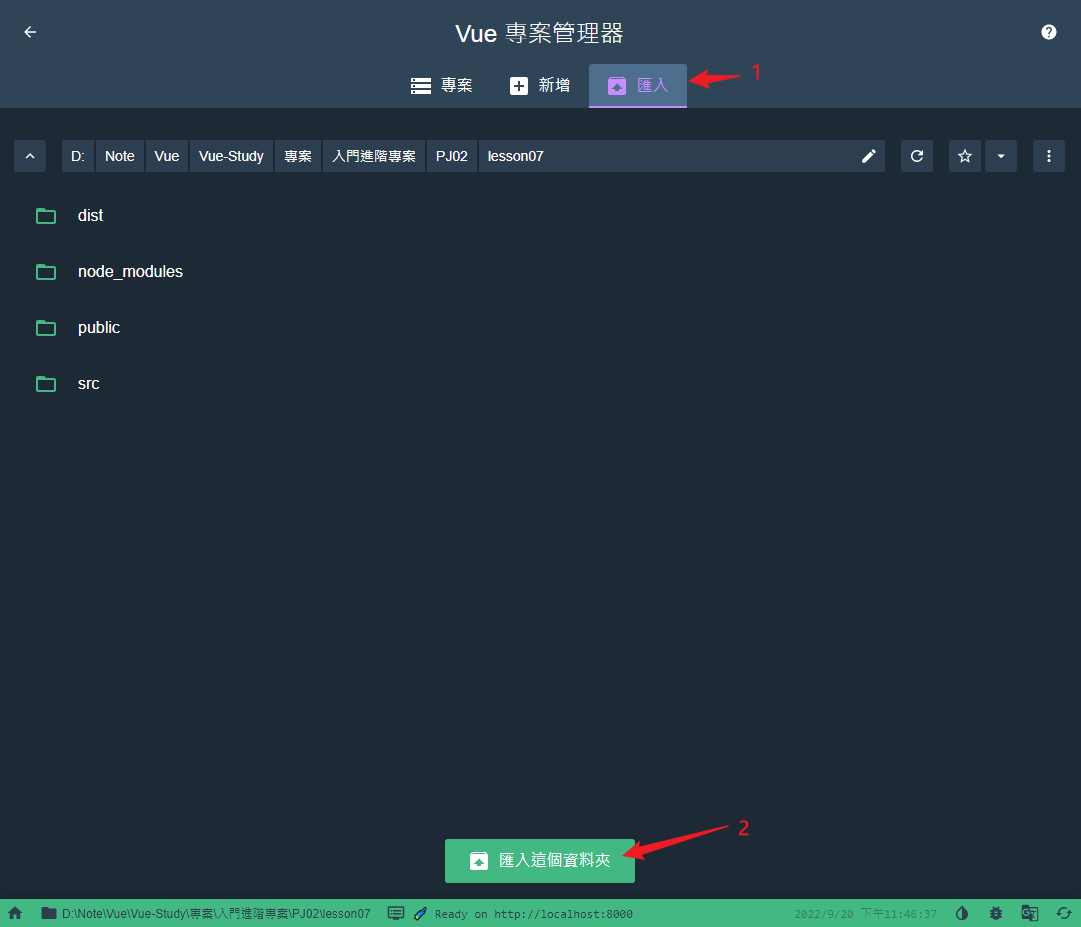 Vue 專案管理器
專案 新增 匯入 1
D: Note Vue Vue-Study 專案 入門進階專案 PJ02 lesson07
dist
node_modules
public
src
2
匯入這個資料夾
D:\Note\Vue\Vue-Study\專案\入門進階專案\PJ02\lesson07 Ready on http://localhost:8000 2022/9/20 下午11:46:37